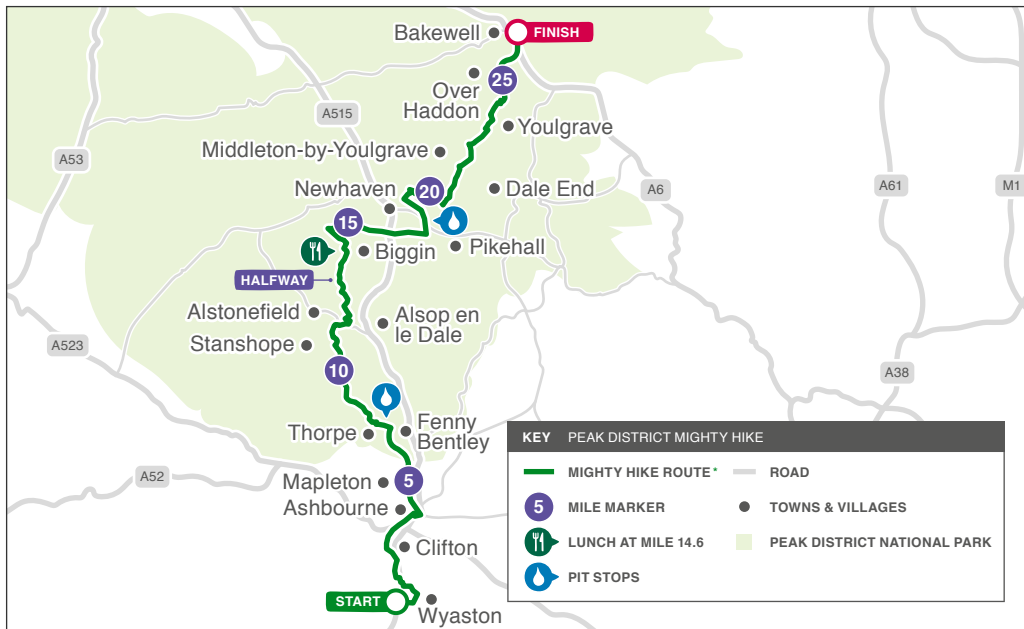 Bakewell
FINISH
25
Over
Haddon
A515
Youlgrave
A53
Middleton-by-Youlgrave
20
Dale End
A6
A61
M1
Newhaven
15
Biggin
Pikehall
HALFWAY
Alstonefield
Alsop en
le Dale
A523
Stanshope
10
A38
Fenny
Bentley
Thorpe
A52
Mapleton
5
Ashbourne
Clifton
START
Wyaston
KEY PEAK DISTRICT MIGHTY HIKE
MIGHTY HIKE ROUTE*
ROAD
5
MILE MARKER
TOWNS & VILLAGES
LUNCH AT MILE 14.6
PEAK DISTRICT NATIONAL PARK
PIT STOPS